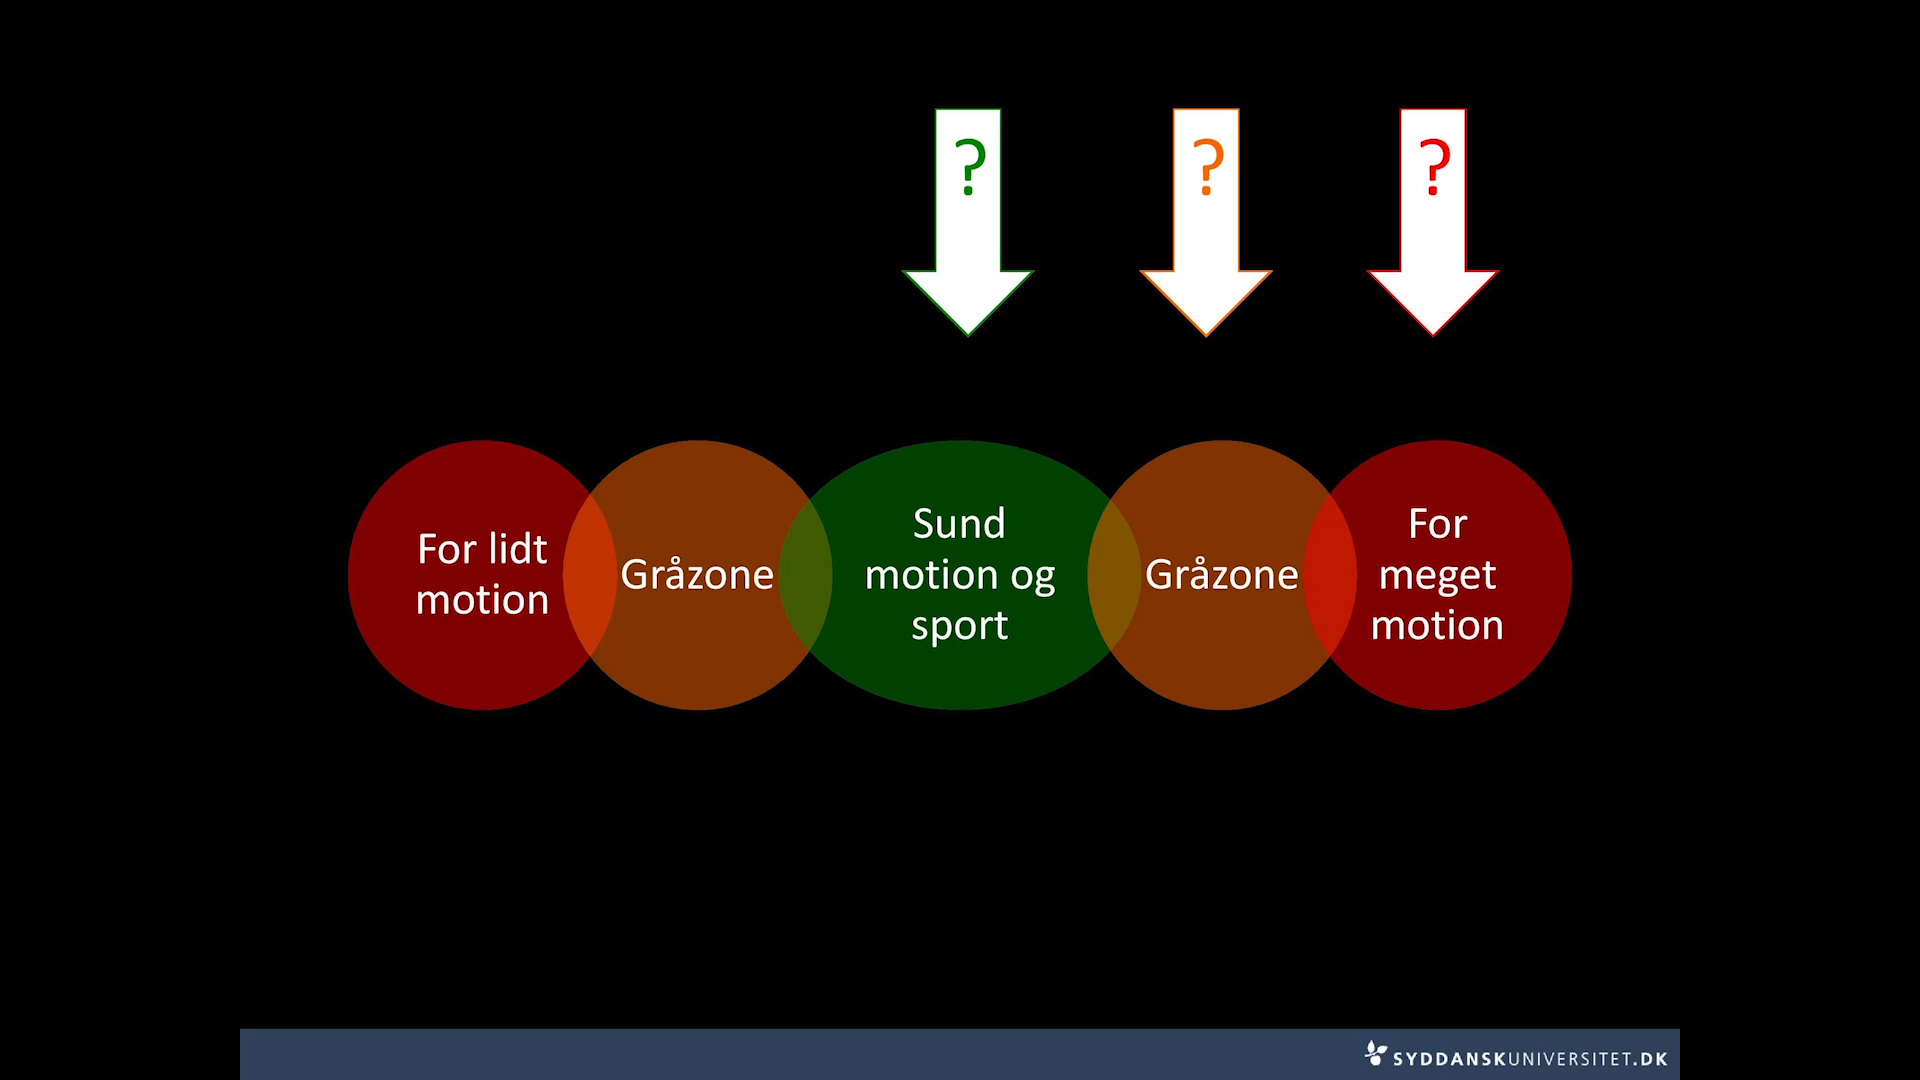 ? ? ?
For lidt
motion
Gråzone
Sund
motion og
sport
Gråzone
For
meget
motion
SYDDANSKUNIVERSITET.DK